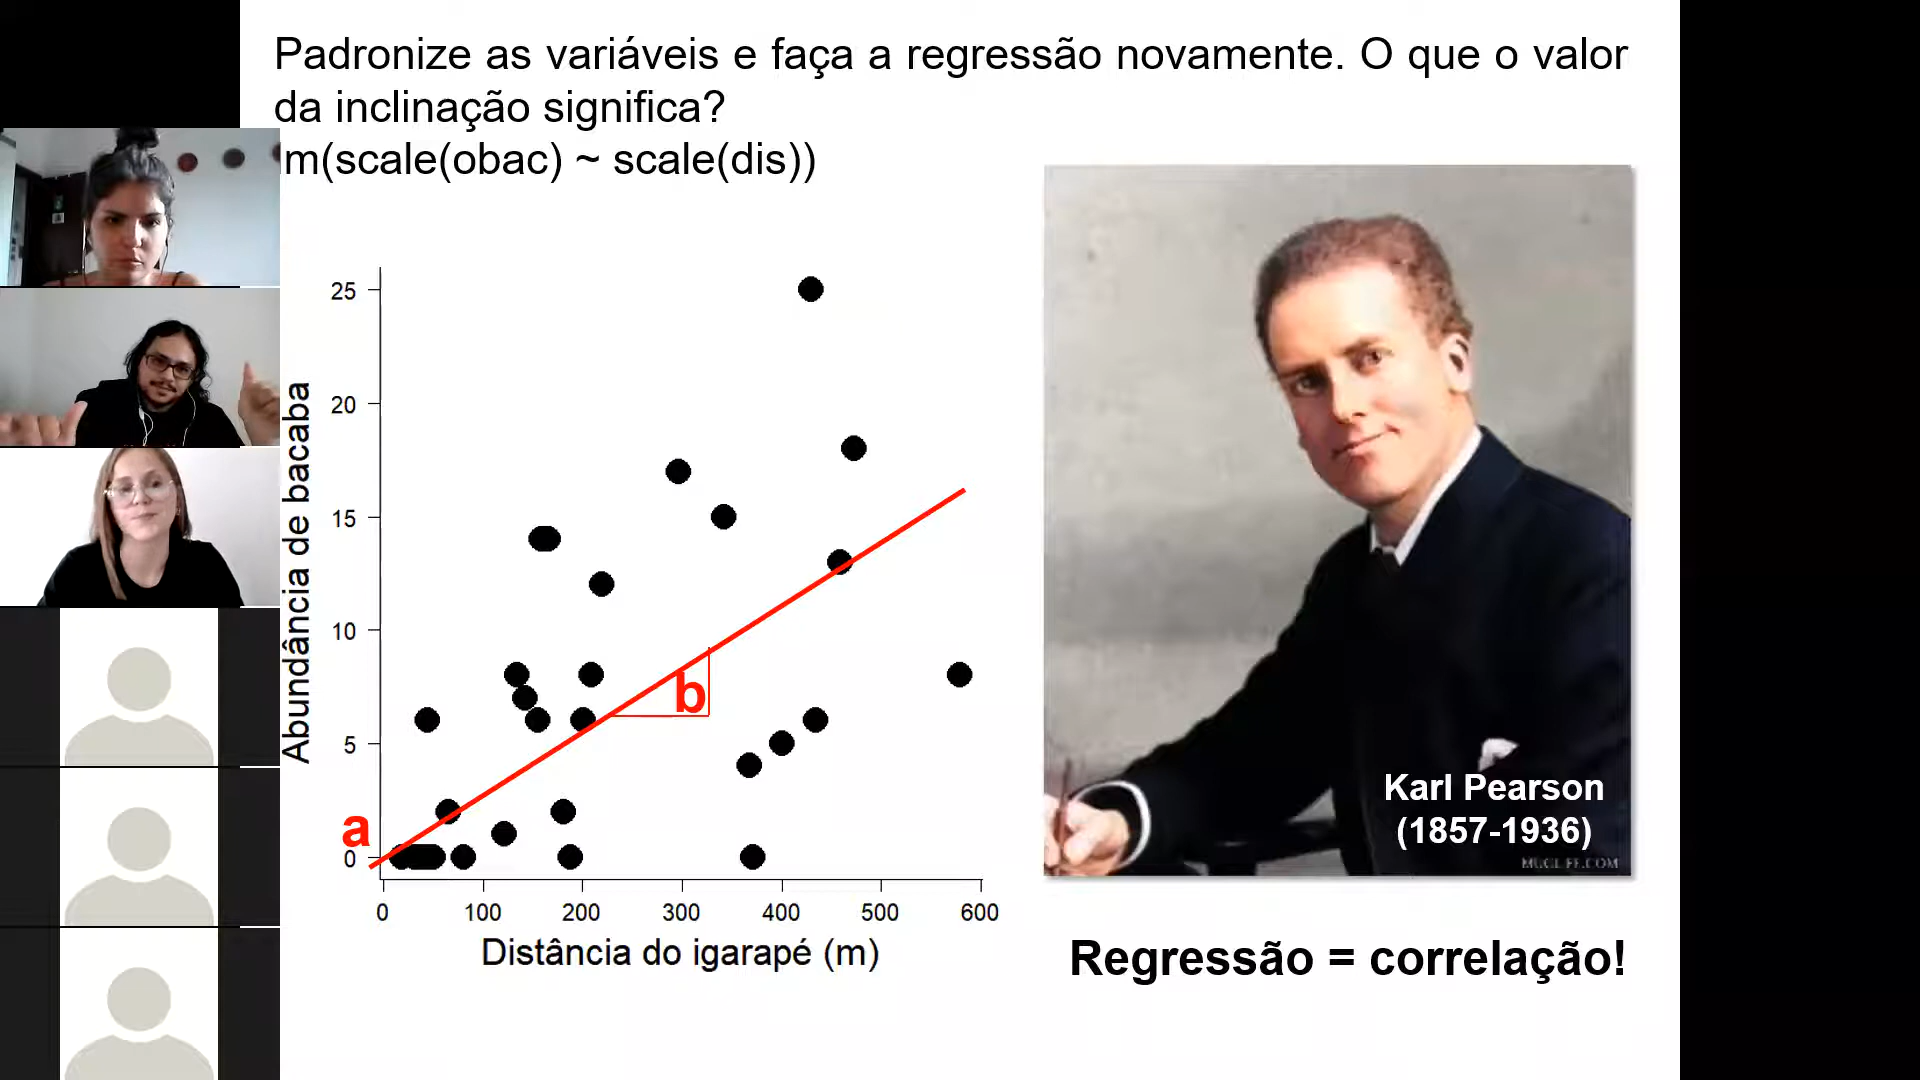 Padronize as variáveis e faça a regressão novamente. O que o valor
da inclinação significa?
m(scale(obac) ~ scale(dis))
25
20
15
10
5
0
Abundância de bacaba
a
b
0 100 200 300 400 500 600
Distância do igarapé (m)
Karl Pearson
(1857-1936)
Regressão = correlação!